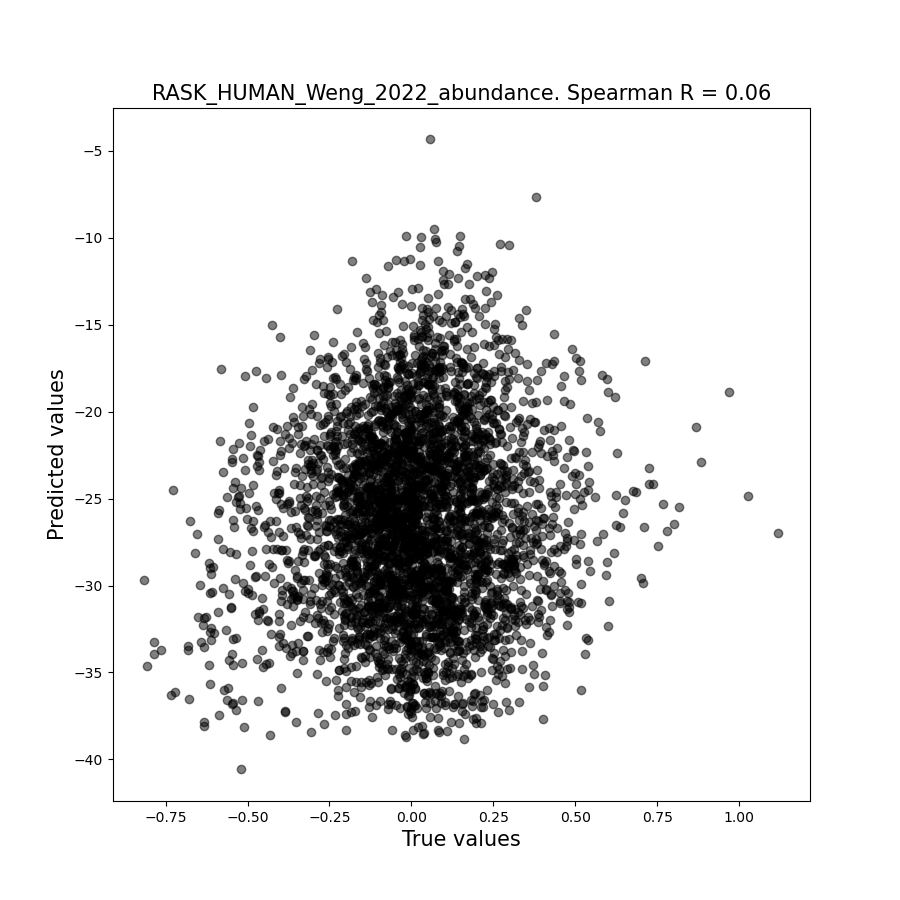 RASK_HUMAN_Weng_2022_abundance. Spearman R = 0.06
Predicted values
−5
−10
−15
−20
−25
−30
−35
−40
−0.75 −0.50 −0.25 0.00 0.25 0.50 0.75 1.00
True values